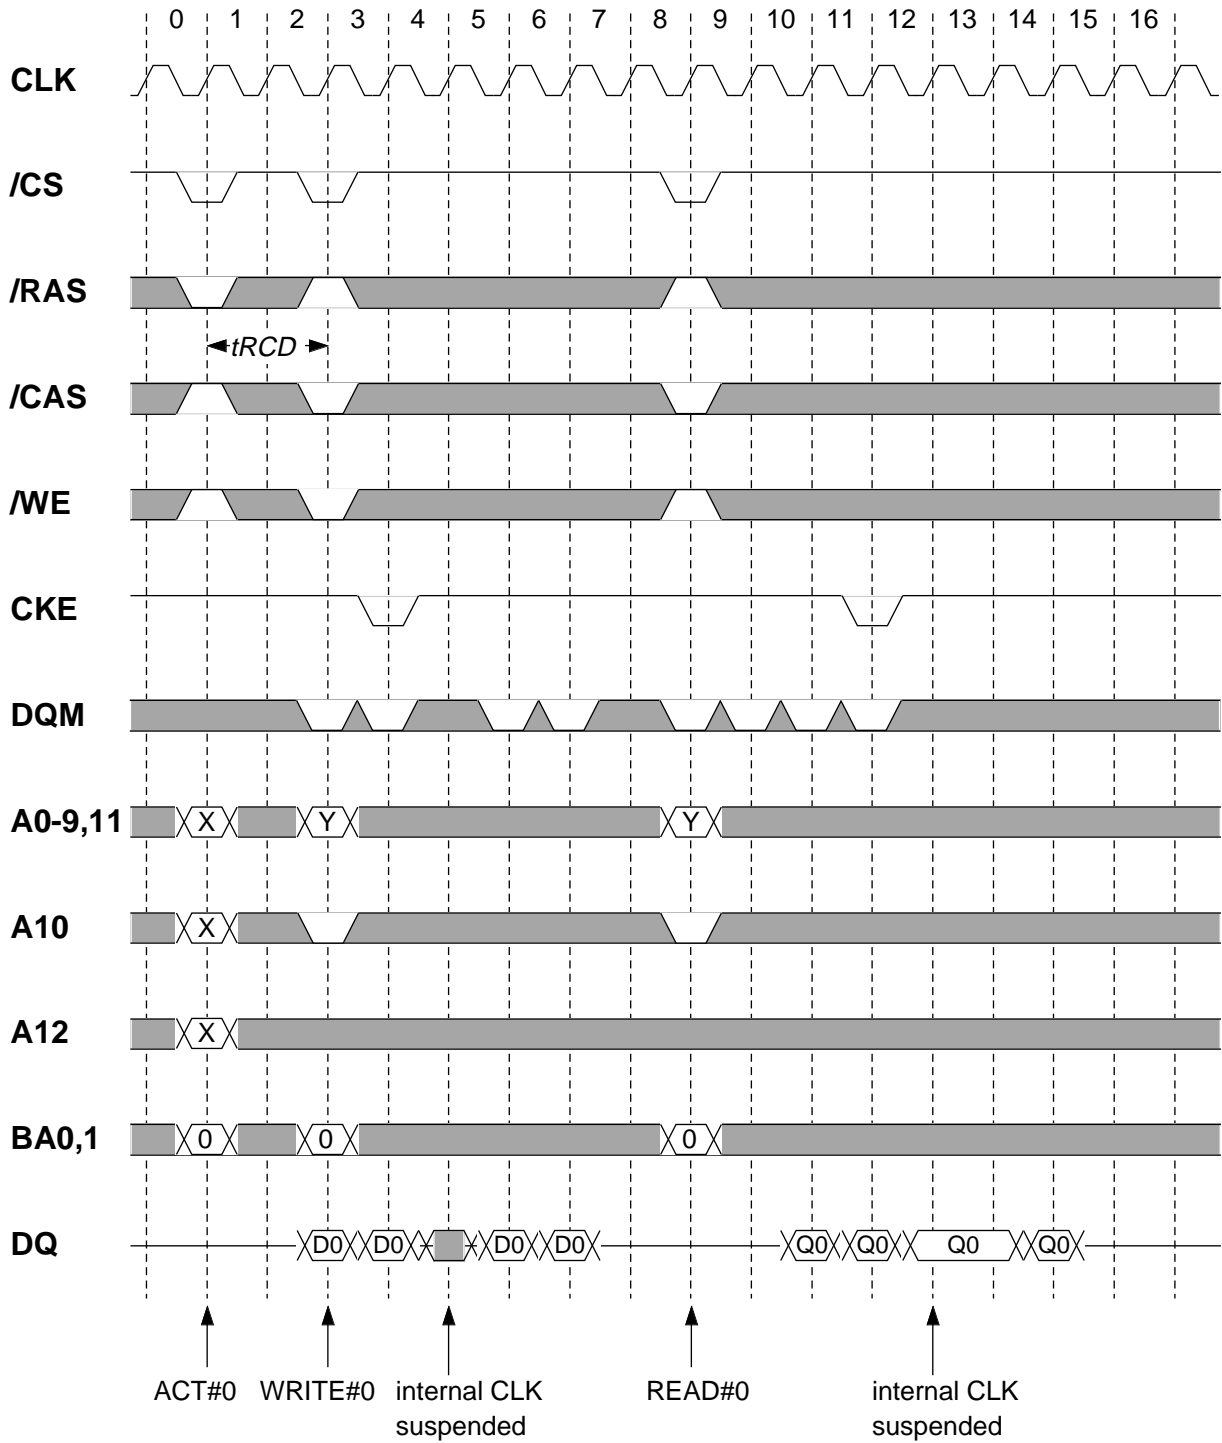 0 1 2 3 4 5 6 7 8 9 10 11 12 13 14 15 16
CLK
/CS
/RAS
tRCD
/CAS
/WE
CKE
DQM
A0-9,11 X Y Y
A10 X
A12 X
BA0,1 0 0 0
DQ D0 D0 D0 D0 Q0 Q0 Q0 Q0
ACT#0 WRITE#0 internal CLK READ#0 internal CLK
suspended suspended